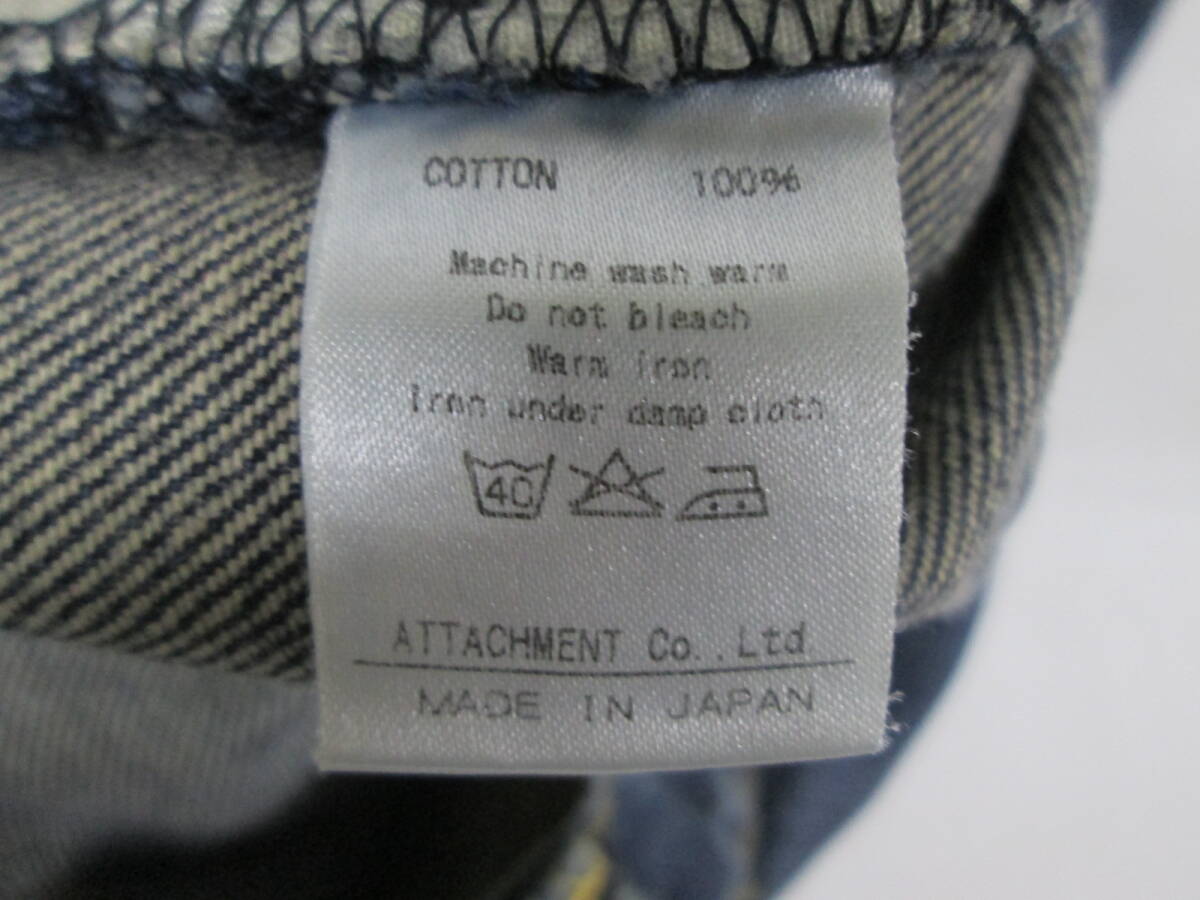 COTTON 100%
Machine wash warm
Do not bleach
Warm iron
Iron under damp cloth
40
ATTACHMENT Co.,Ltd
MADE IN JAPAN